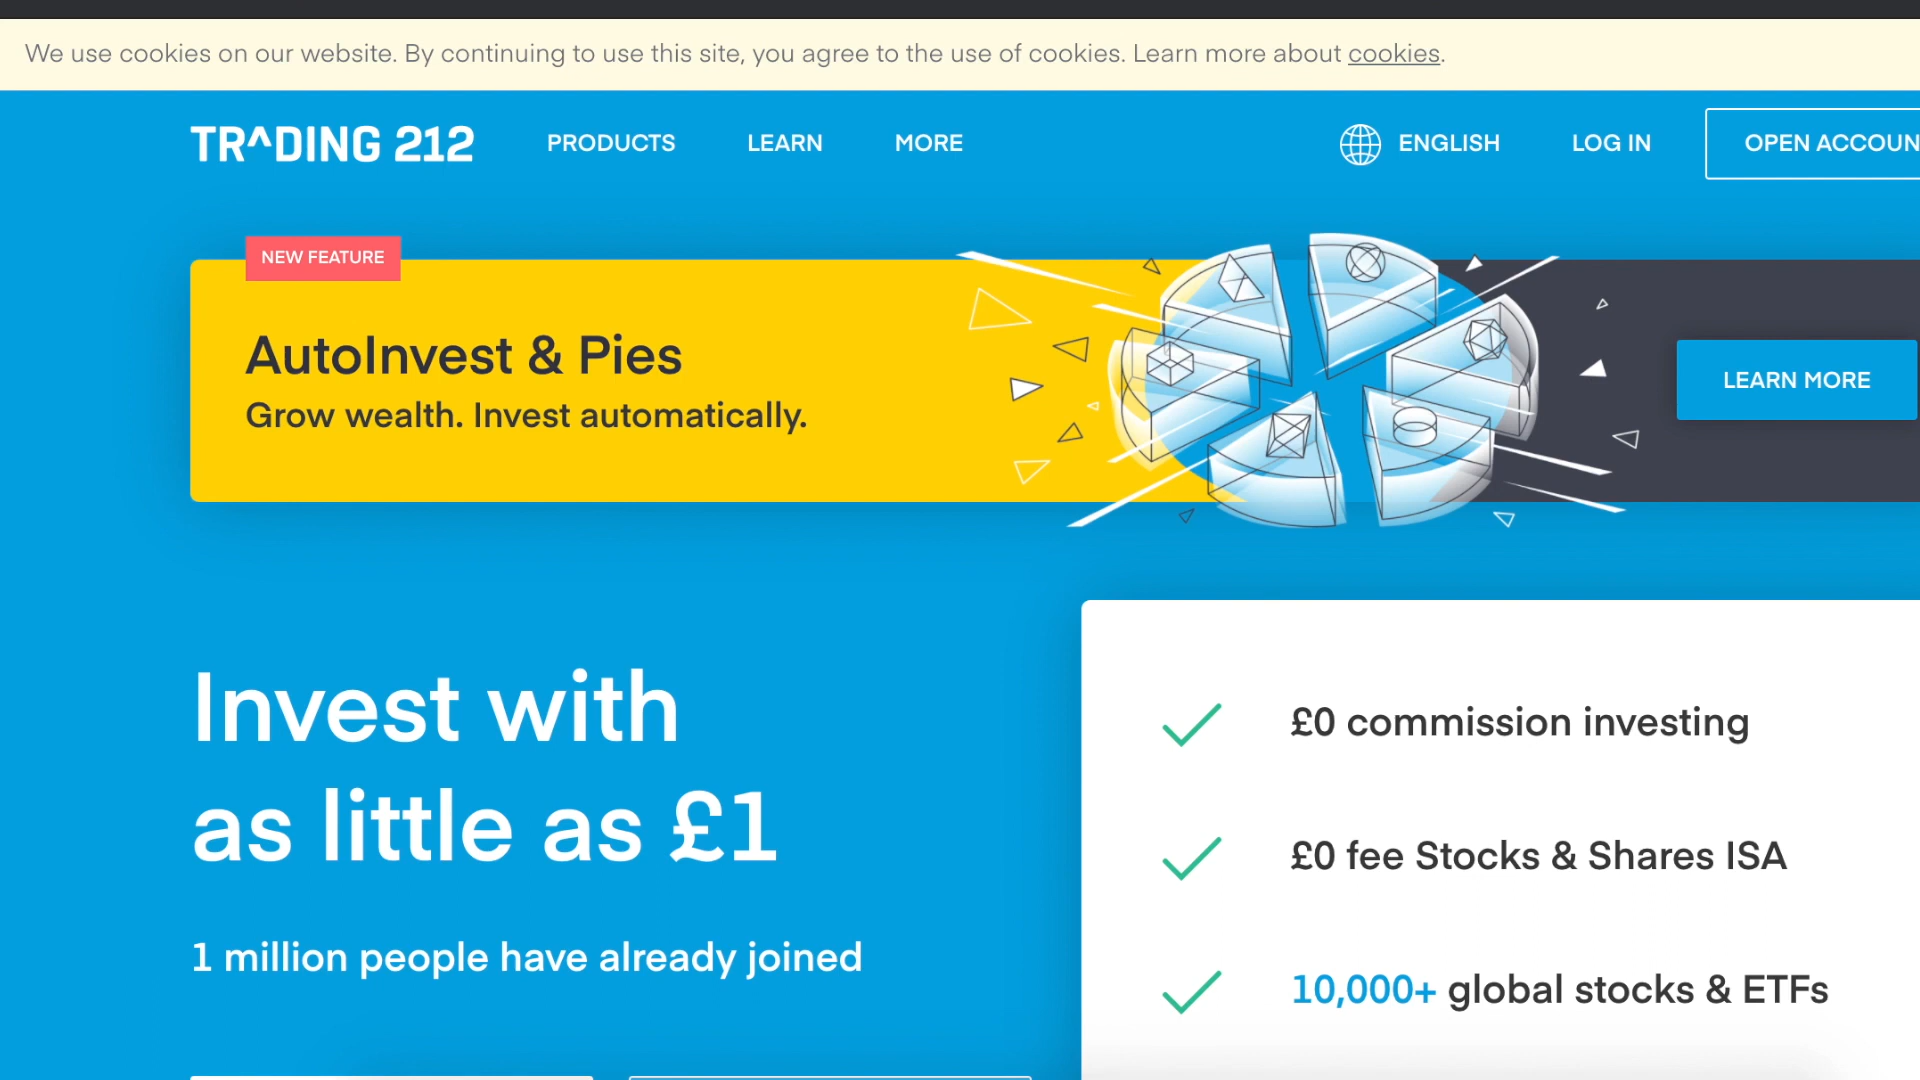 We use cookies on our website. By continuing to use this site, you agree to the use of cookies. Learn more about cookies.
TR^DING 212 PRODUCTS LEARN MORE ENGLISH LOG IN OPEN ACCOUN
NEW FEATURE
AutoInvest & Pies
Grow wealth. Invest automatically.
LEARN MORE
Invest with
as little as £1
1 million people have already joined
£0 commission investing
£0 fee Stocks & Shares ISA
10,000+ global stocks & ETFs